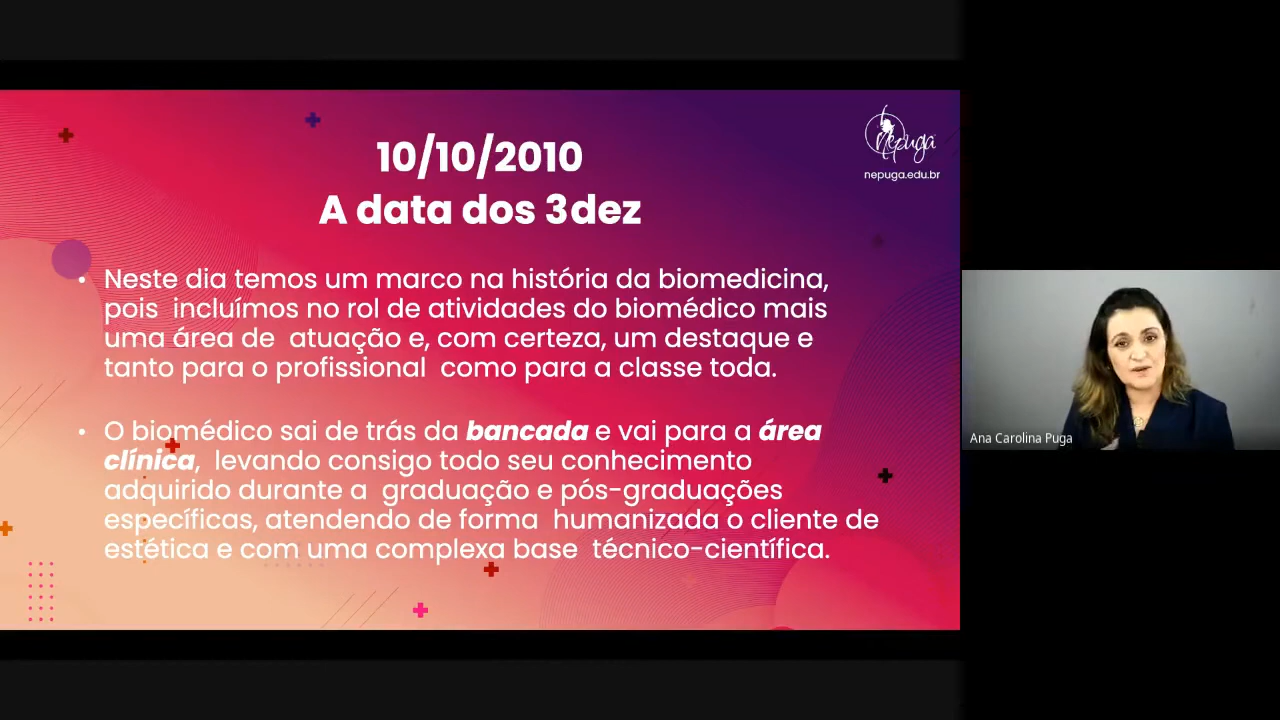 10/10/2010
A data dos 3dez
nepuga
nepuga.edu.br
• Neste dia temos um marco na história da biomedicina,
pois incluímos no rol de atividades do biomédico mais
uma área de atuação e, com certeza, um destaque e
tanto para o profissional como para a classe toda.
• O biomédico sai de trás da bancada e vai para a área
clínica, levando consigo todo seu conhecimento
adquirido durante a graduação e pós-graduações
específicas, atendendo de forma humanizada o cliente de
estética e com uma complexa base técnico-científica.
Ana Carolina Puga